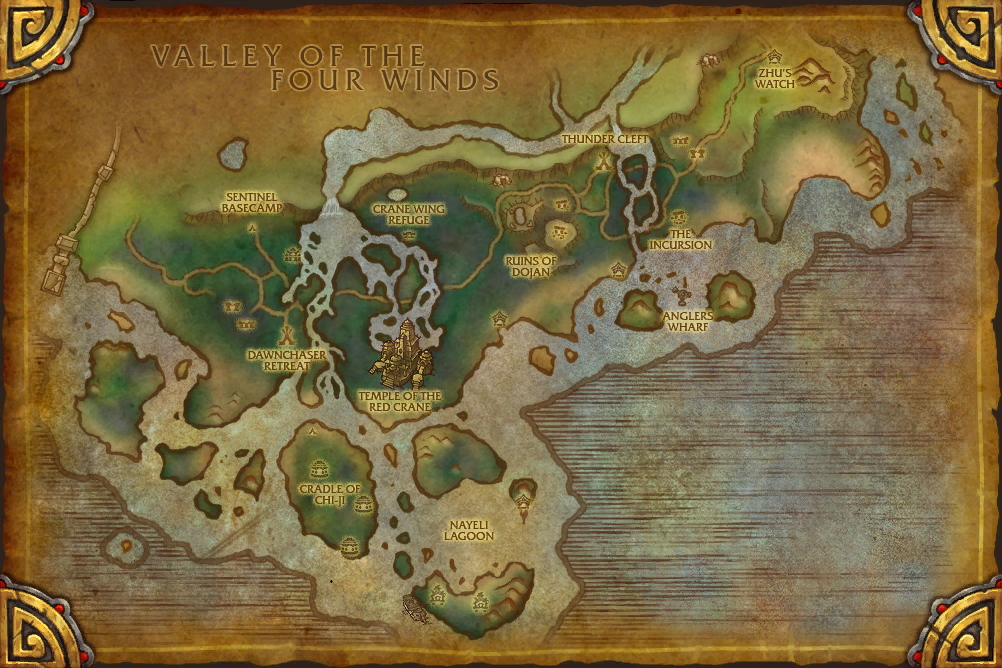 VALLEY OF THE
FOUR WINDS
ZHU'S
WATCH
THUNDER CLEFT
SENTINEL
BASECAMP
CRANE WING
REFUGE
THE
INCURSION
RUINS OF
DOJAN
ANGLERS
WHARF
DAWNCHASER
RETREAT
TEMPLE OF THE
RED CRANE
CRADLE OF
CHI-JI
NAYELI
LAGOON